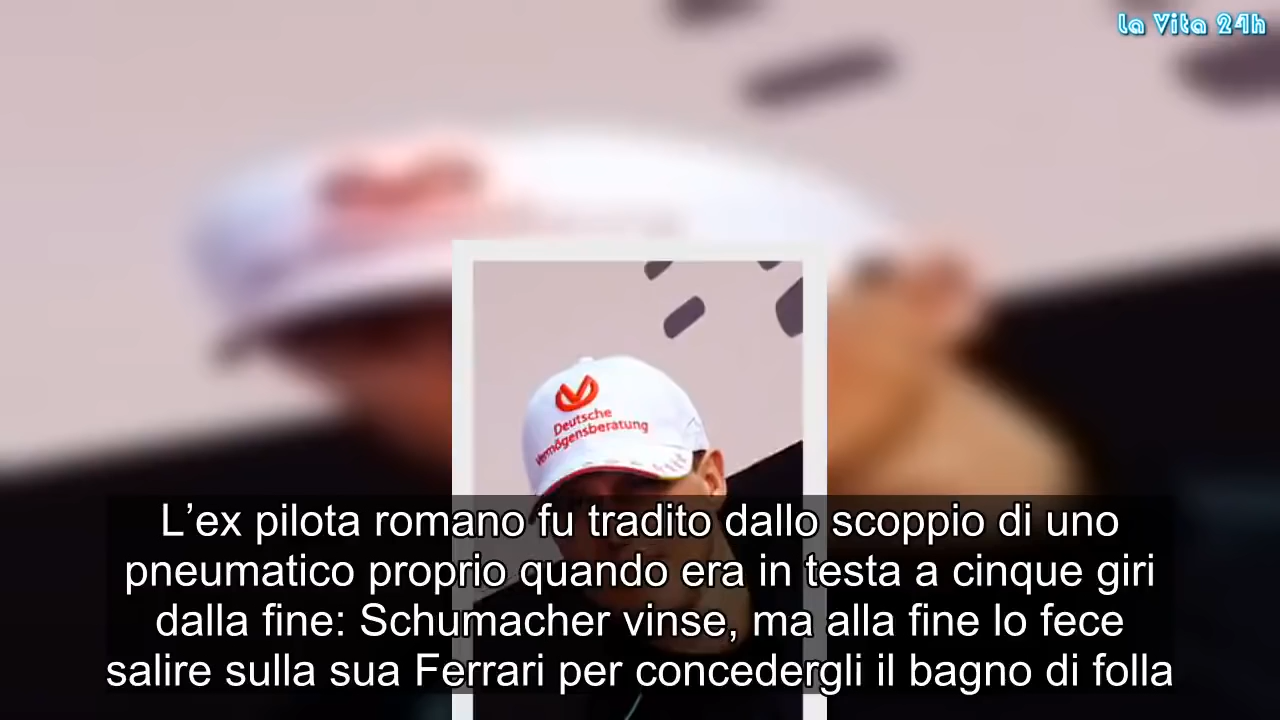 La Vita 24h
Deutsche
Vermögensberatung
L’ex pilota romano fu tradito dallo scoppio di uno
pneumatico proprio quando era in testa a cinque giri
dalla fine: Schumacher vinse, ma alla fine lo fece
salire sulla sua Ferrari per concedergli il bagno di folla